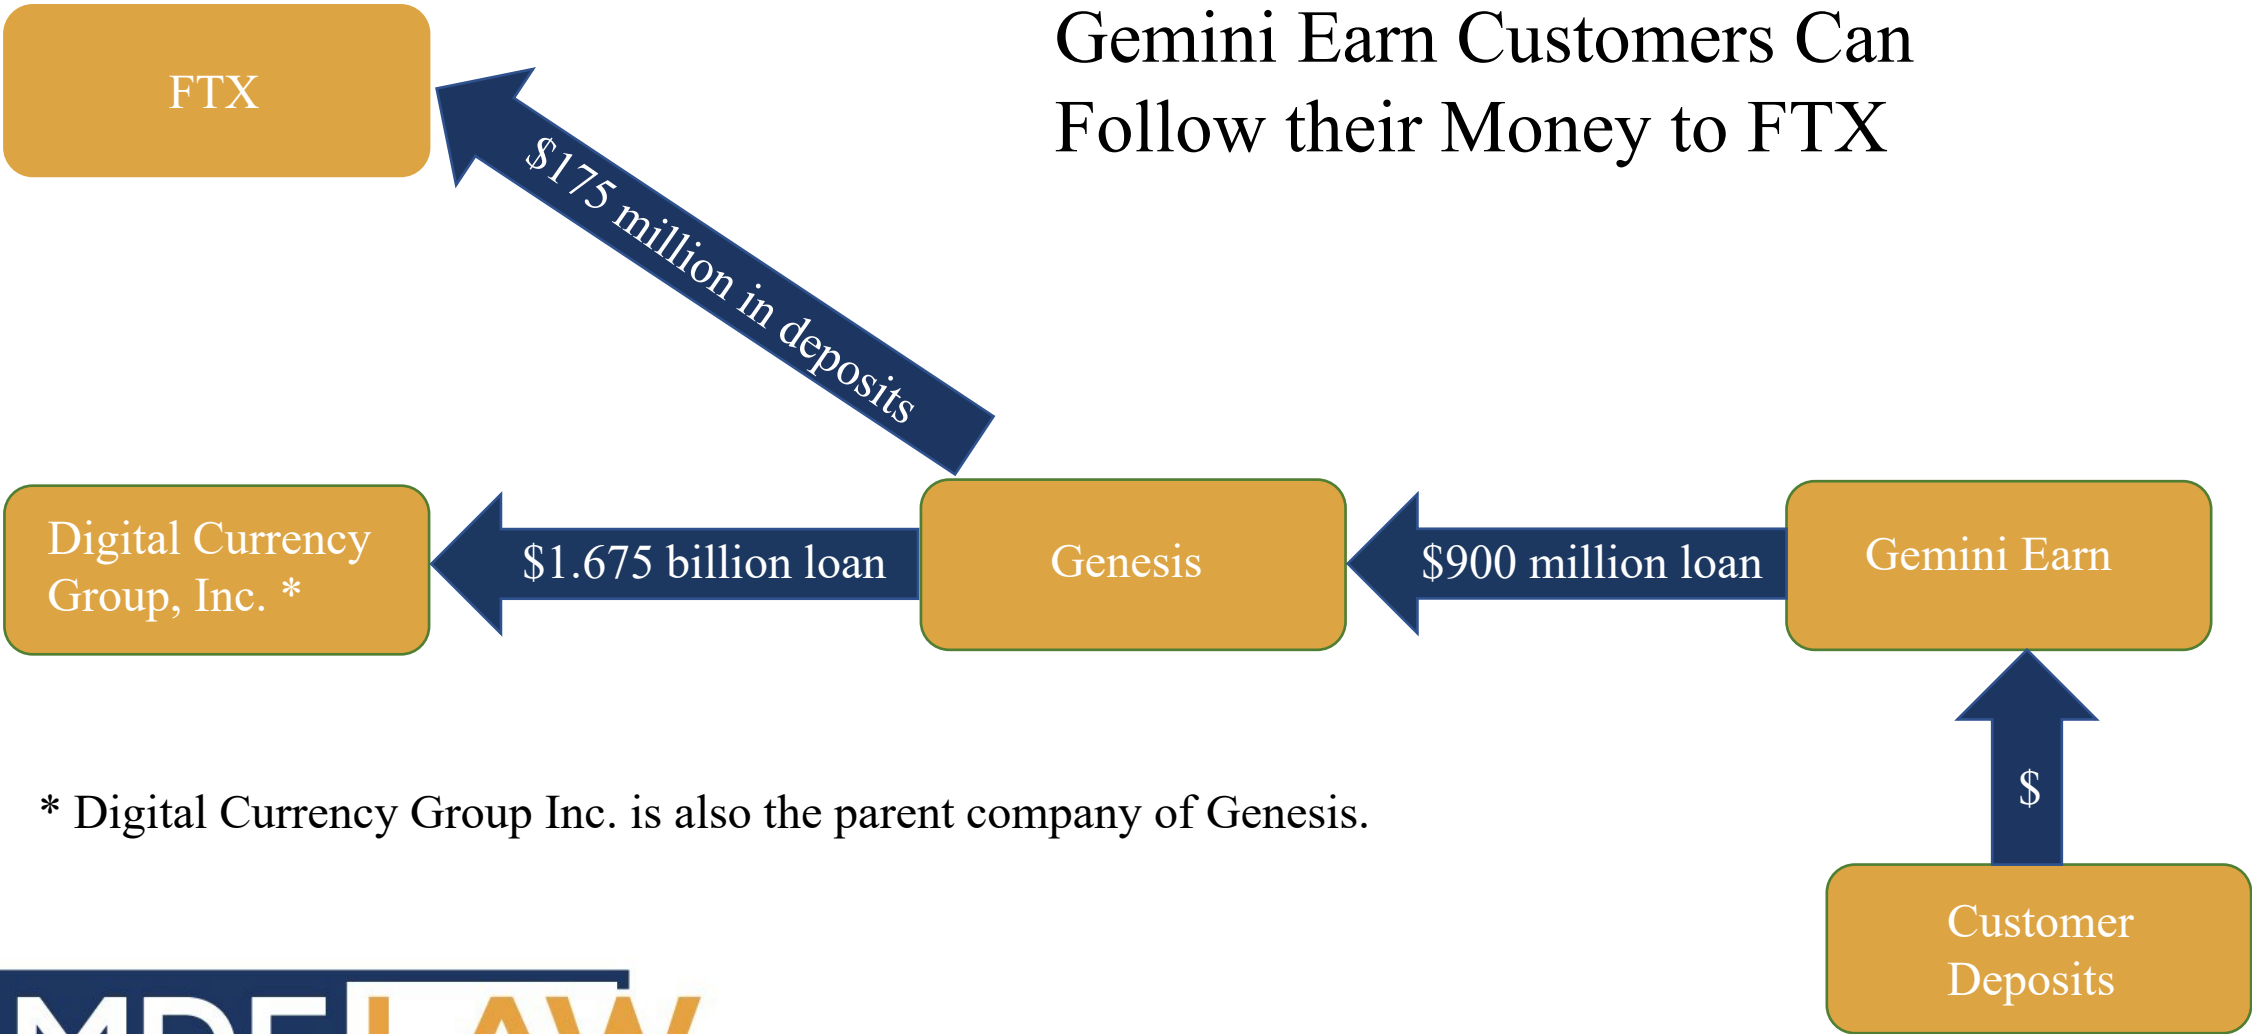 Gemini Earn Customers Can
Follow their Money to FTX
FTX
$175 million in deposits
Digital Currency
Group, Inc. *
$1.675 billion loan
Genesis
$900 million loan
Gemini Earn
$
* Digital Currency Group Inc. is also the parent company of Genesis.
Customer
Deposits
LAW